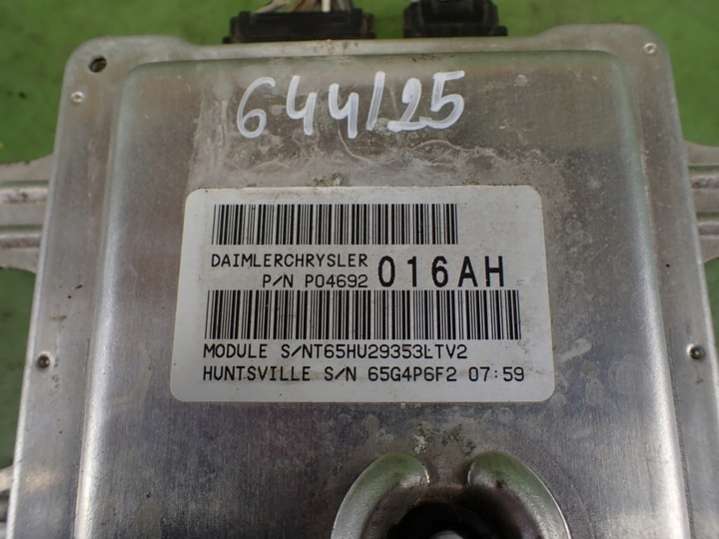 644/25
DAIMLERCHRYSLER
P/N P04692 016AH
MODULE S/NT65HU29353LTV2
HUNTSVILLE S/N 65G4P6F2 07:59